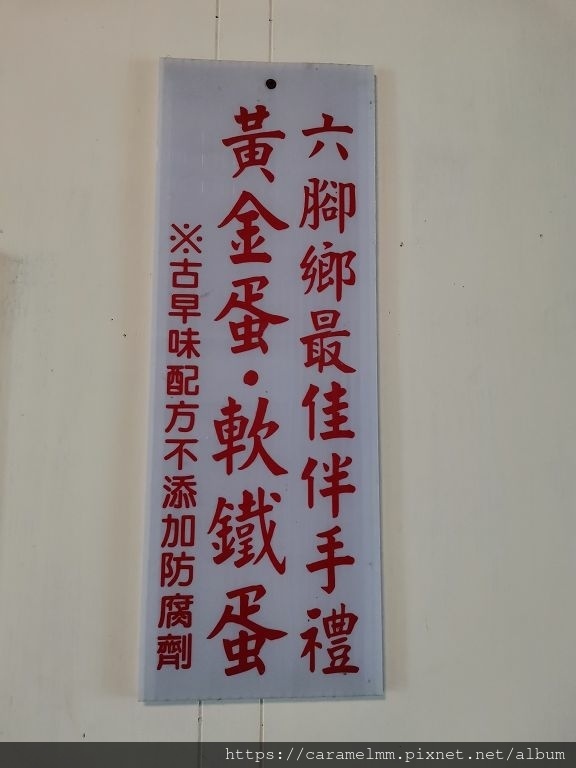 六腳鄉最佳伴手禮
黃金蛋·軟鐵蛋
※古早味配方不添加防腐劑
https://caramelmm.pixnet.net/album